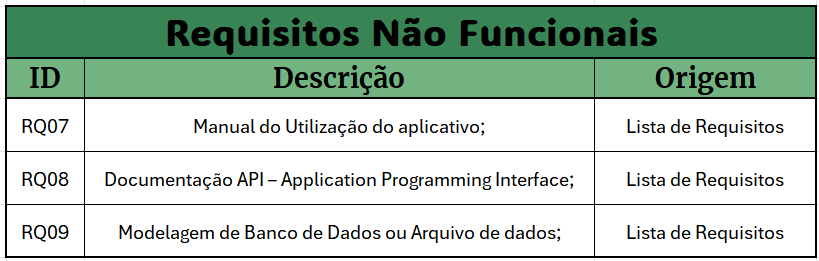 Requisitos Não Funcionais
ID Descrição Origem
RQ07 Manual do Utilização do aplicativo; Lista de Requisitos
RQ08 Documentação API – Application Programming Interface; Lista de Requisitos
RQ09 Modelagem de Banco de Dados ou Arquivo de dados; Lista de Requisitos